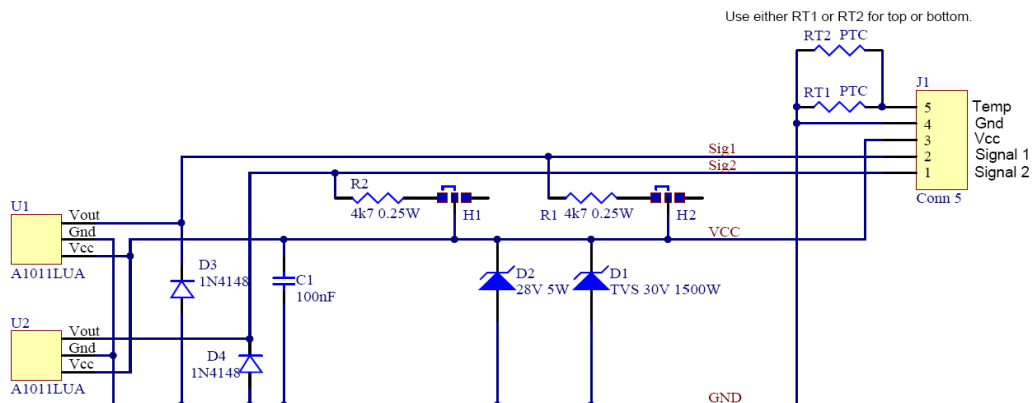 Use either RT1 or RT2 for top or bottom.
RT2 PTC
J1
RT1 PTC
5 Temp
4 Gnd
3 Vcc
Sig1
2 Signal 1
Sig2
1 Signal 2
R2
4k7 0.25W
H1
R1 4k7 0.25W
H2
Conn 5
U1
Vout
Gnd
Vcc
A1011LUA
VCC
D3
1N4148
C1
100nF
D2
28V 5W
D1
TVS 30V 1500W
U2
Vout
Gnd
Vcc
A1011LUA
D4
1N4148
GND